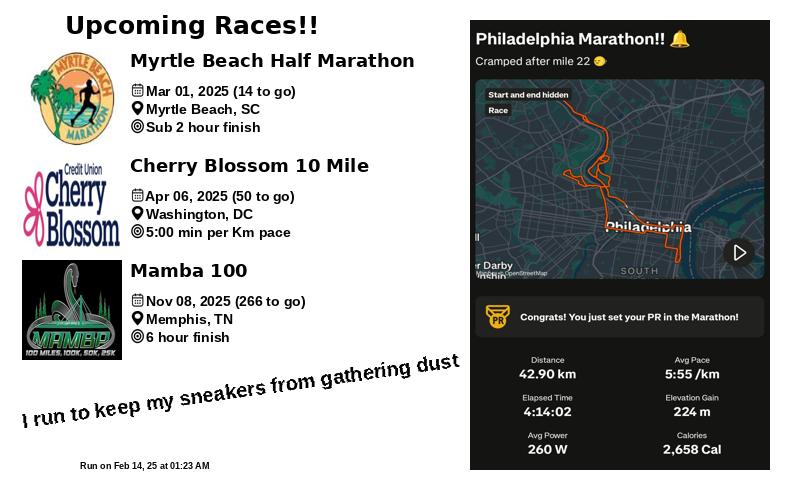 Upcoming Races!!
MYRTLE BEACH
MARATHON
Myrtle Beach Half Marathon
Mar 01, 2025 (14 to go)
Myrtle Beach, SC
Sub 2 hour finish
Credit Union
Cherry
Blossom
Cherry Blossom 10 Mile
Apr 06, 2025 (50 to go)
Washington, DC
5:00 min per Km pace
MAMBA
100 MILES, 100K, 50K, 25K
Mamba 100
Nov 08, 2025 (266 to go)
Memphis, TN
6 hour finish
I run to keep my sneakers from gathering dust
Run on Feb 14, 25 at 01:23 AM
Philadelphia Marathon!! 🔔
Cramped after mile 22 🤕
Start and end hidden
Race
Philadelphia
ll
er Darby
nship
OpenStreetMap
SOUTH
PR
Congrats! You just set your PR in the Marathon!
Distance
42.90 km
Avg Pace
5:55 /km
Elapsed Time
4:14:02
Elevation Gain
224 m
Avg Power
260 W
Calories
2,658 Cal